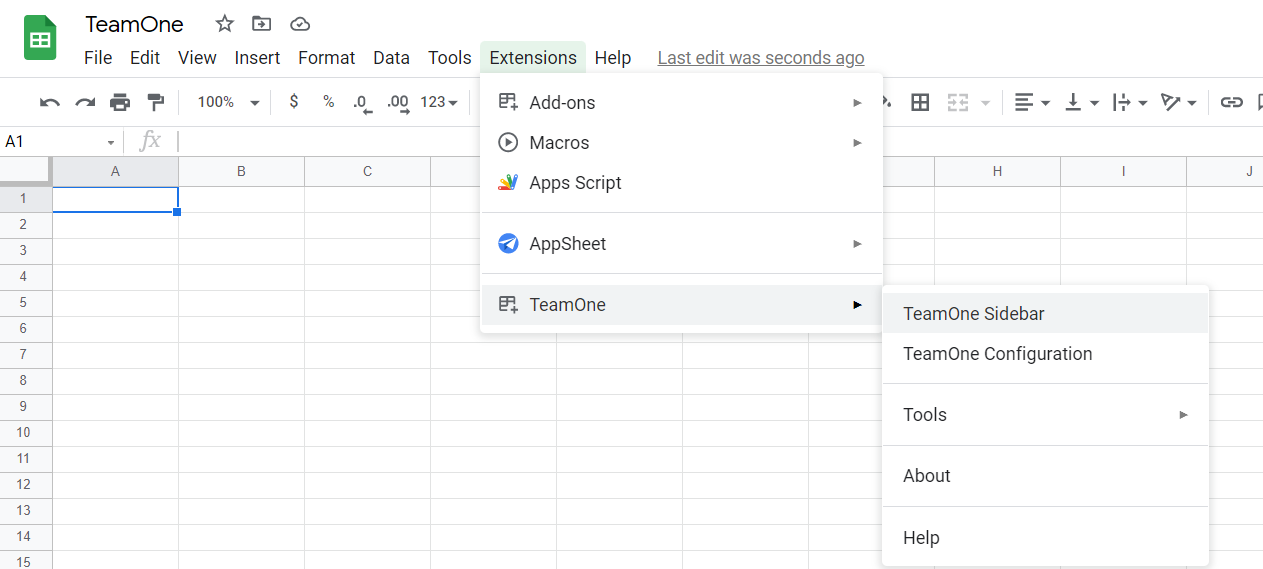 TeamOne
File Edit View Insert Format Data Tools Extensions Help Last edit was seconds ago
100% $ % .0 .00 123
A1 fx
A B C H I J
Add-ons
Macros
Apps Script
AppSheet
TeamOne
TeamOne Sidebar
TeamOne Configuration
Tools
About
Help
1
2
3
4
5
6
7
8
9
10
11
12
13
14
15